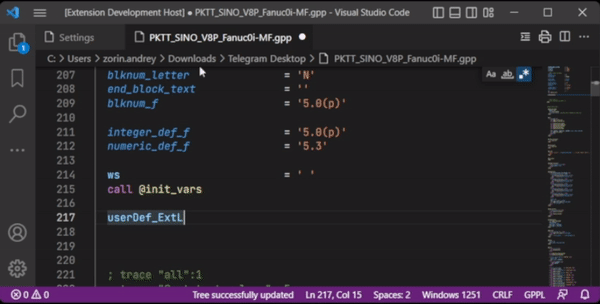 [Extension Development Host] ● PKTT_SINO_V8P_Fanuc0i-MF.gpp - Visual Studio Code
Settings
PKTT_SINO_V8P_Fanuc0i-MF.gpp ●
C: > Users > zorin.andrey > Downloads > Telegram Desktop > PKTT_SINO_V8P_Fanuc0i-MF.gpp
Aa ab .*
207 blknum_letter = 'N'
208 end_block_text = ''
209 blknum_f = '5.0(p)'
210
211 integer_def_f = '5.0(p)'
212 numeric_def_f = '5.3'
213
214 ws = ' '
215 call @init_vars
216
217 userDef_ExtL
218
219
221 ; trace "all":1
1
0 0 Tree successfully updated Ln 217, Col 15 Spaces: 2 Windows 1251 CRLF GPPL